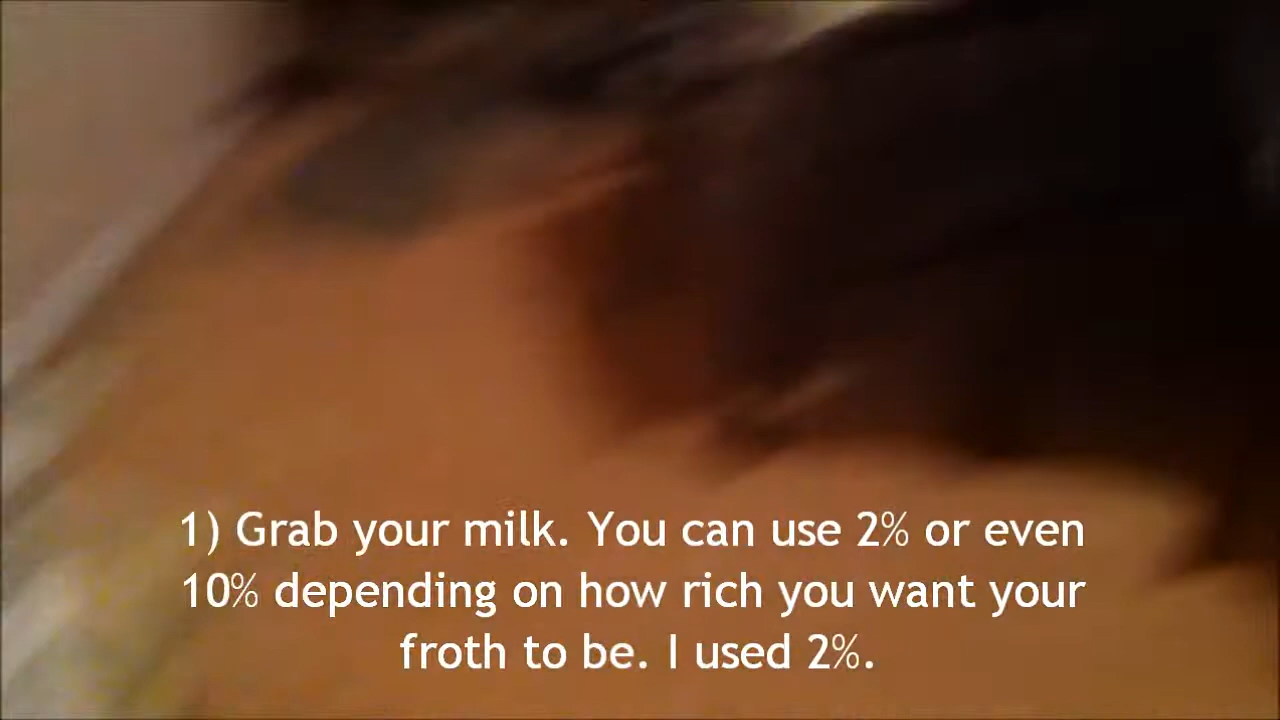 1) Grab your milk. You can use 2% or even
10% depending on how rich you want your
froth to be. I used 2%.